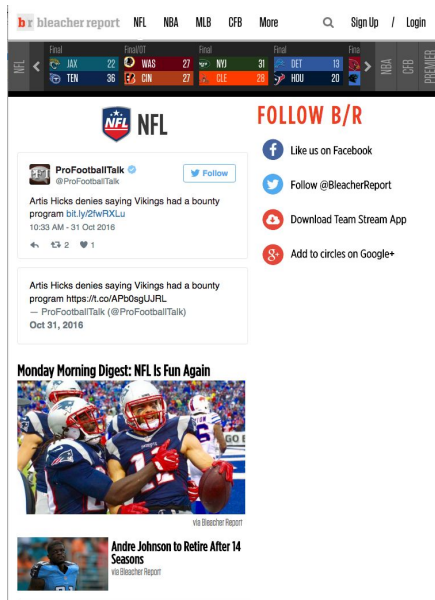 br bleacher report NFL NBA MLB CFB More Sign Up / Login
NFL
Final
JAX 22
TEN 36
Final/OT
WAS 27
CIN 27
Final
NYJ 31
CLE 28
Final
DET 13
HOU 20
NBA
CFB
PREMIER
NFL NFL
FOLLOW B/R
Like us on Facebook
Follow @BleacherReport
Download Team Stream App
g+ Add to circles on Google+
ProFootballTalk
@ProFootballTalk
Follow
Artis Hicks denies saying Vikings had a bounty
program bit.ly/2fwRXLu
10:33 AM - 31 Oct 2016
2 1
Artis Hicks denies saying Vikings had a bounty
program https://t.co/APb0sgUJRL
— ProFootballTalk (@ProFootballTalk)
Oct 31, 2016
Monday Morning Digest: NFL Is Fun Again
via Bleacher Report
Andre Johnson to Retire After 14
Seasons
via Bleacher Report